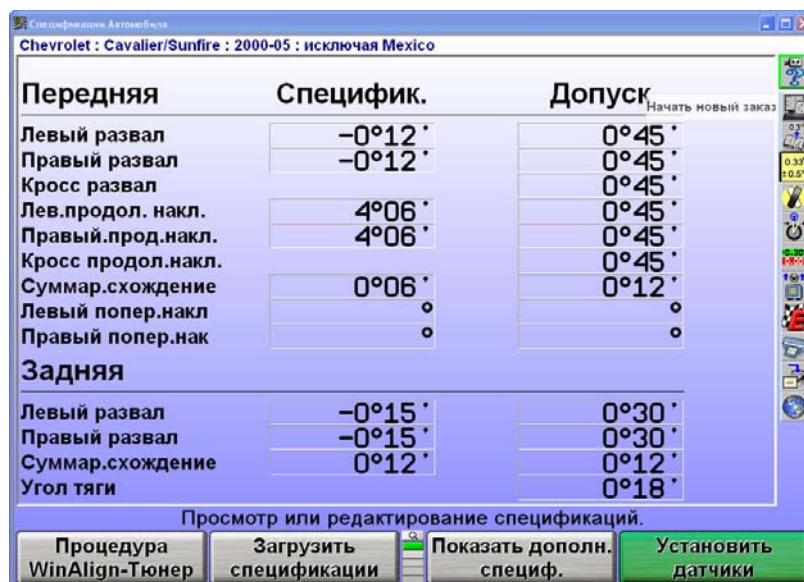 Спецификации Автомобиля
Chevrolet : Cavalier/Sunfire : 2000-05 : исключая Mexico
Передняя Специфик. Допуск
Начать новый заказ
Левый развал -0°12' 0°45'
Правый развал -0°12' 0°45'
Кросс развал 0°45'
Лев.продол. накл. 4°06' 0°45'
Правый.прод.накл. 4°06' 0°45'
Кросс продол.накл. 0°45'
Суммар.схождение 0°06' 0°12'
Левый попер.накл ° °
Правый попер.нак ° °
Задняя
Левый развал -0°15' 0°30'
Правый развал -0°15' 0°30'
Суммар.схождение 0°12' 0°12'
Угол тяги 0°18'
Просмотр или редактирование спецификаций.
Процедура WinAlign-Тюнер
Загрузить спецификации
Показать дополн. специф.
Установить датчики